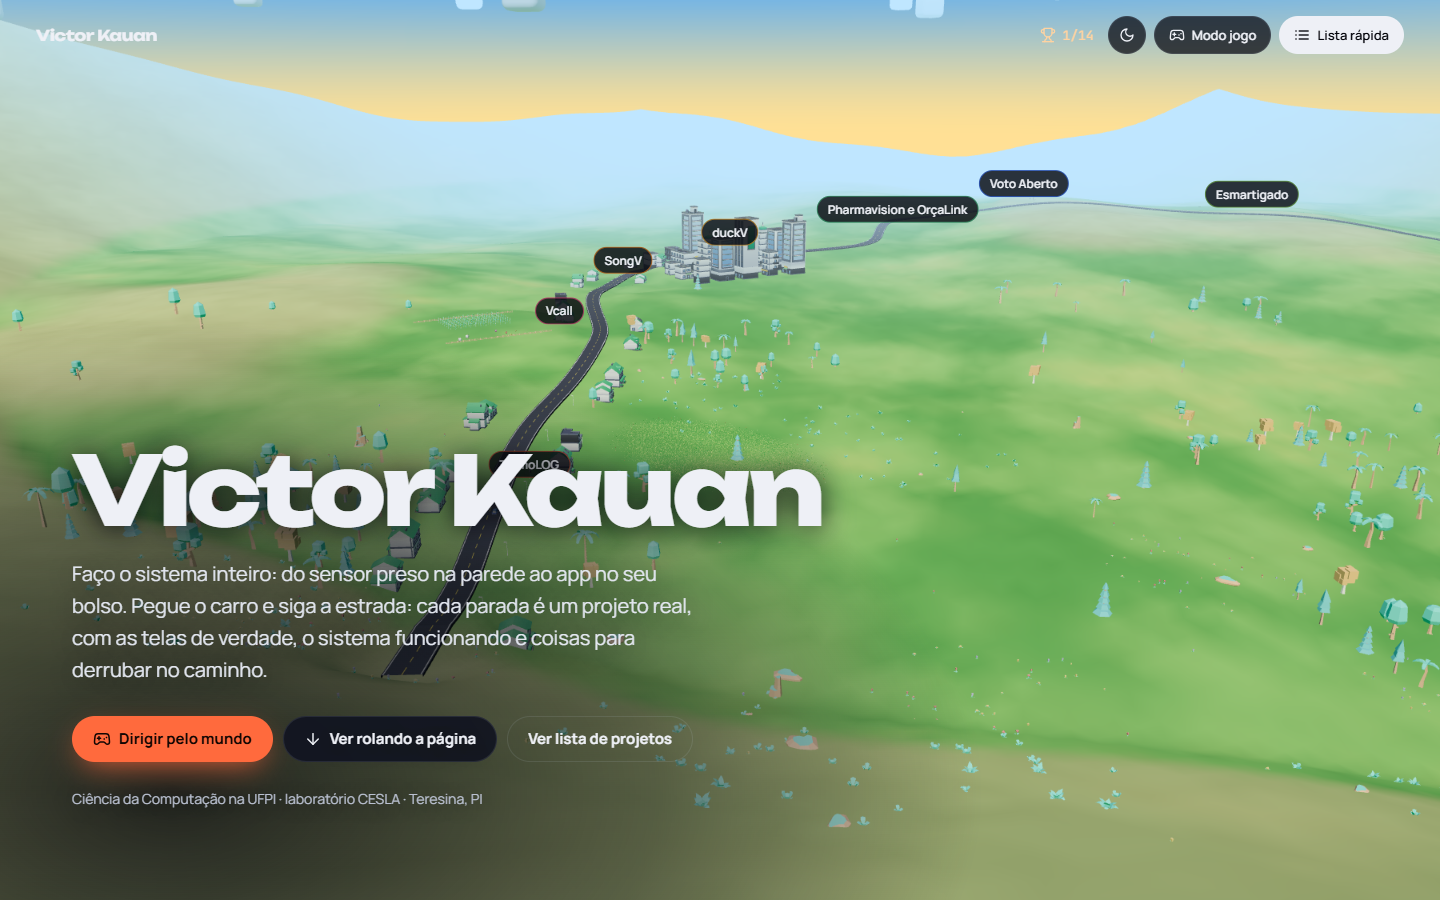 Victor Kauan
1/14
Modo jogo
Lista rápida
Voto Aberto
Esmartigado
Pharmavision e OrçaLink
duckV
SongV
Vcall
Victor Kauan
Faço o sistema inteiro: do sensor preso na parede ao app no seu
bolso. Pegue o carro e siga a estrada: cada parada é um projeto real,
com as telas de verdade, o sistema funcionando e coisas para
derrubar no caminho.
Dirigir pelo mundo
Ver rolando a página
Ver lista de projetos
Ciência da Computação na UFPI · laboratório CESLA · Teresina, PI